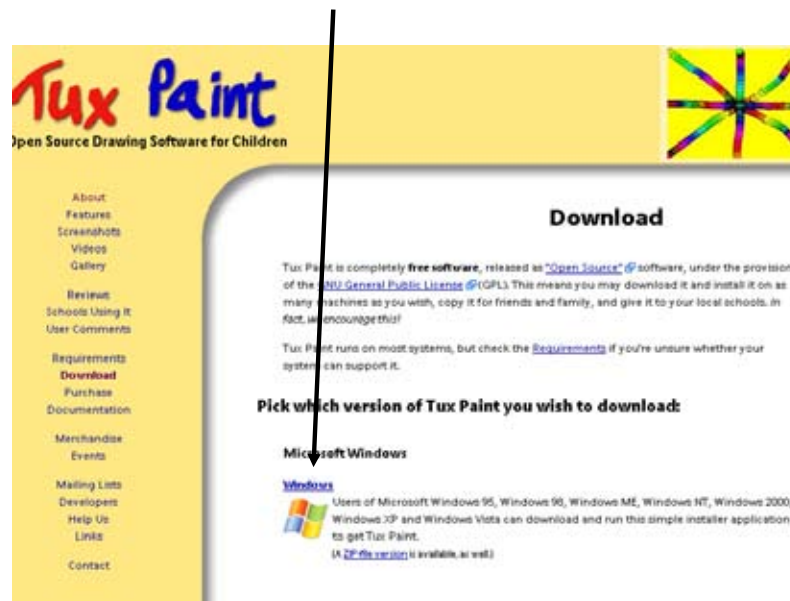 Tux Paint
Open Source Drawing Software for Children
About
Features
Screenshots
Videos
Gallery
Reviews
Schools Using It
User Comments
Requirements
Download
Purchase
Documentation
Merchandise
Events
Mailing Lists
Developers
Help Us
Links
Contact
Download
Tux Paint is completely free software, released as "Open Source" software, under the provision
of the GNU General Public License (GPL). This means you may download it and install it on as
many machines as you wish, copy it for friends and family, and give it to your local schools. In
fact, we encourage this!
Tux Paint runs on most systems, but check the Requirements if you're unsure whether your
system can support it.
Pick which version of Tux Paint you wish to download:
Microsoft Windows
Windows
Users of Microsoft Windows 95, Windows 98, Windows ME, Windows NT, Windows 2000,
Windows XP and Windows Vista can download and run this simple installer application
to get Tux Paint.
(A ZIP file version is available, as well.)